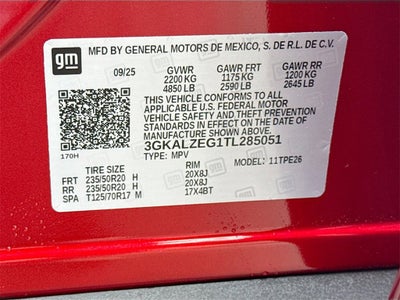 gm
MFD BY GENERAL MOTORS DE MEXICO, S. DE R.L. DE C.V.
09/25 GVWR GAWR FRT GAWR RR
2200 KG 1175 KG 1200 KG
4850 LB 2590 LB 2645 LB
THIS VEHICLE CONFORMS TO ALL
APPLICABLE U.S. FEDERAL MOTOR
VEHICLE SAFETY AND THEFT PREVENTION
STANDARDS IN EFFECT ON THE DATE OF
MANUFACTURE SHOWN ABOVE.
3GKALZEG1TL285051
170H TYPE: MPV MODEL: 11TPE26
TIRE SIZE RIM
FRT 235/50R20 H 20X8J
RR 235/50R20 H 20X8J
SPA T125/70R17 M 17X4BT